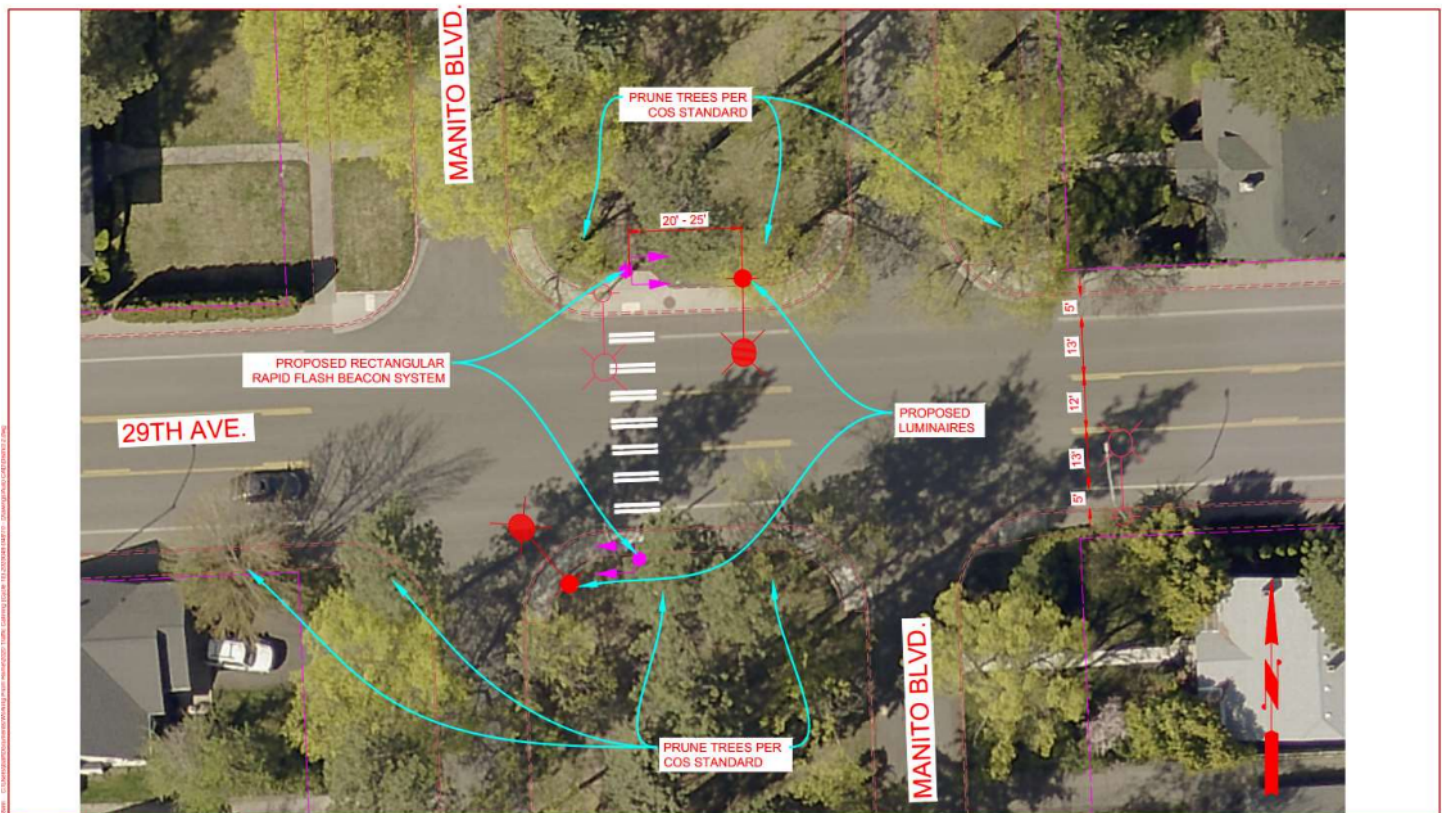 MANITO BLVD.
PRUNE TREES PER
COS STANDARD
20' - 25'
5'
13'
PROPOSED RECTANGULAR
RAPID FLASH BEACON SYSTEM
12'
PROPOSED
LUMINAIRES
29TH AVE.
13'
5'
MANITO BLVD.
N
PRUNE TREES PER
COS STANDARD